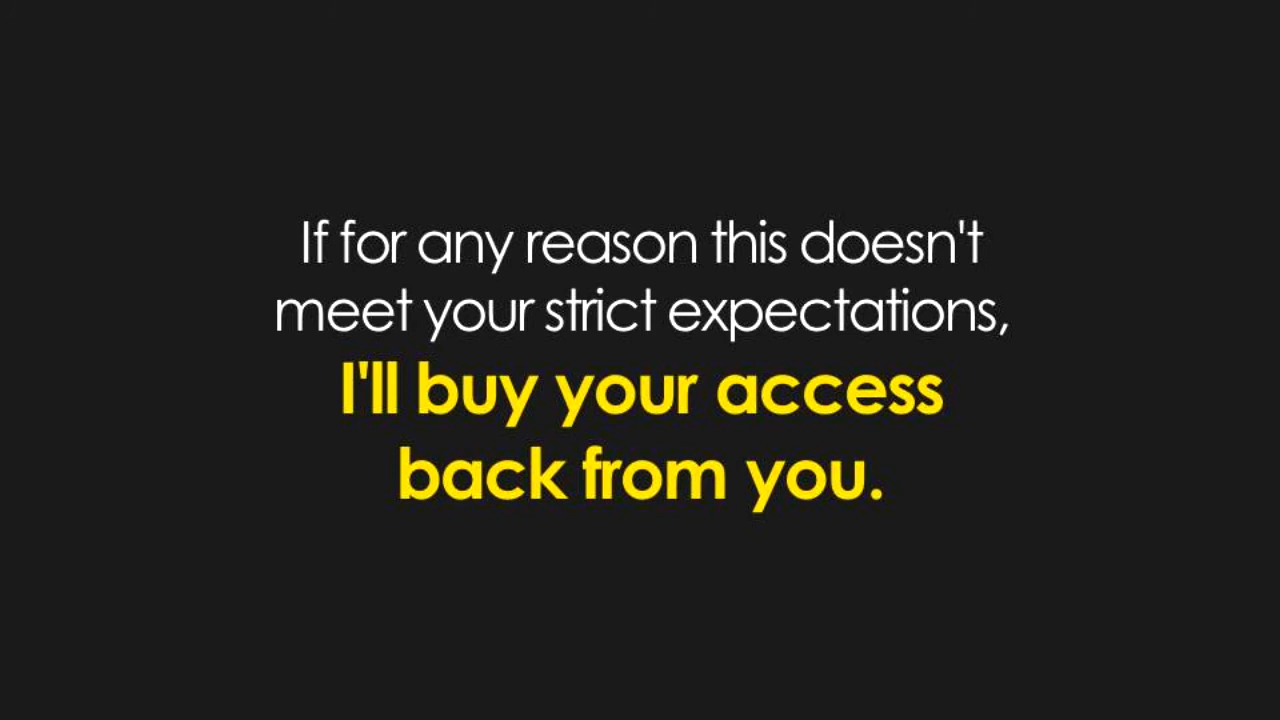 If for any reason this doesn't
meet your strict expectations,
I'll buy your access
back from you.